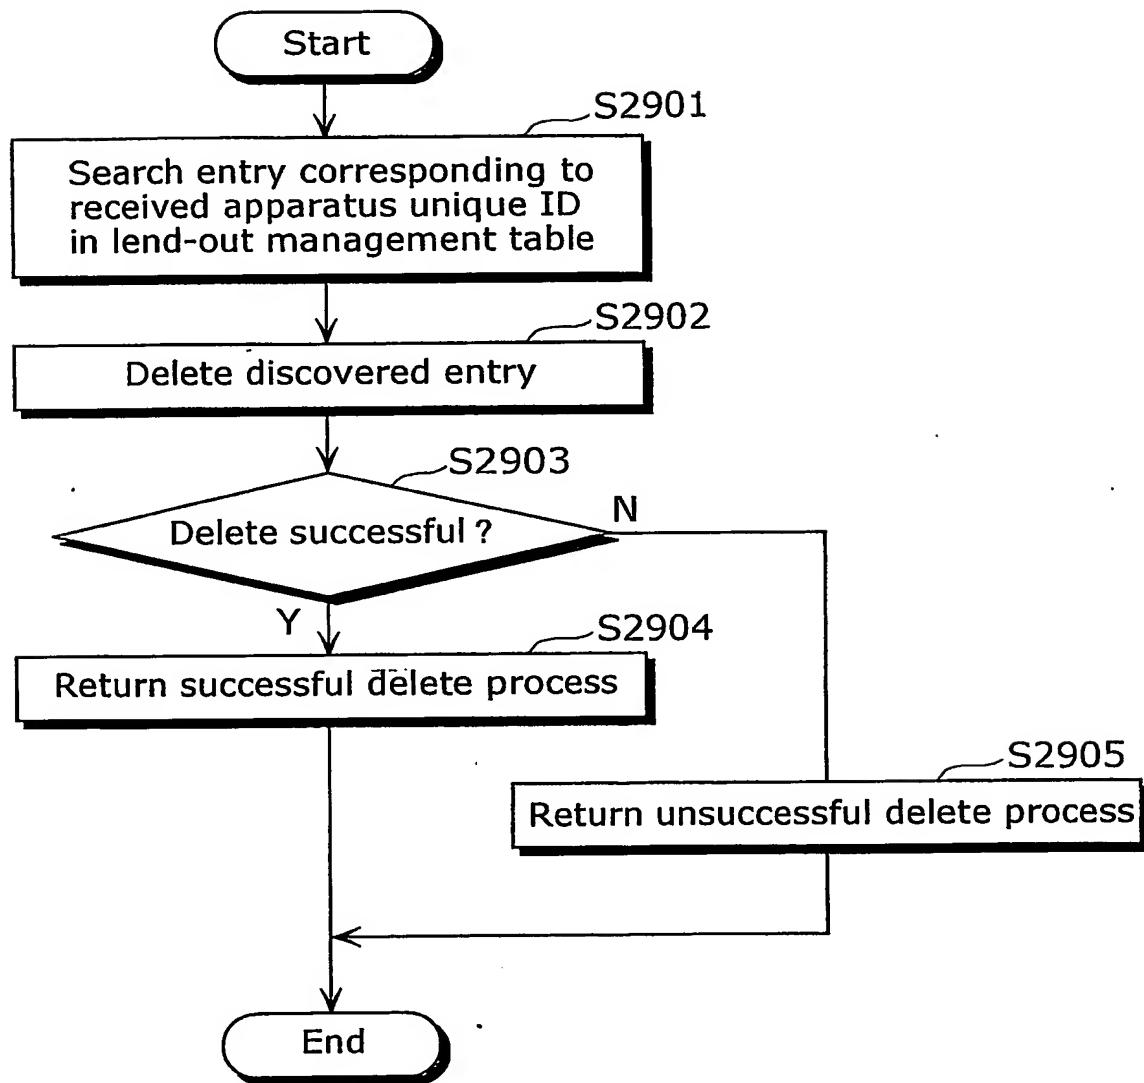 Start
S2901
Search entry corresponding to
received apparatus unique ID
in lend-out management table
S2902
Delete discovered entry
S2903
Delete successful ?
N
Y
S2904
Return successful delete process
S2905
Return unsuccessful delete process
End